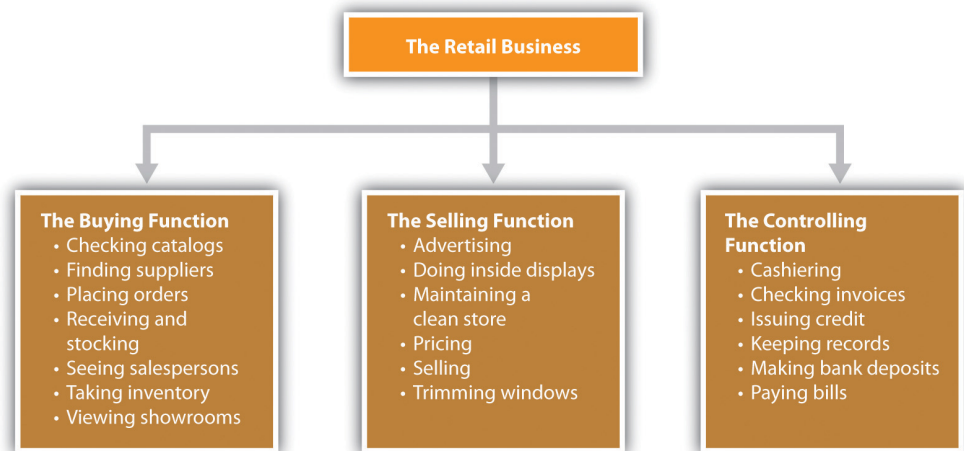 The Retail Business
The Buying Function
• Checking catalogs
• Finding suppliers
• Placing orders
• Receiving and
stocking
• Seeing salespersons
• Taking inventory
• Viewing showrooms
The Selling Function
• Advertising
• Doing inside displays
• Maintaining a
clean store
• Pricing
• Selling
• Trimming windows
The Controlling
Function
• Cashiering
• Checking invoices
• Issuing credit
• Keeping records
• Making bank deposits
• Paying bills